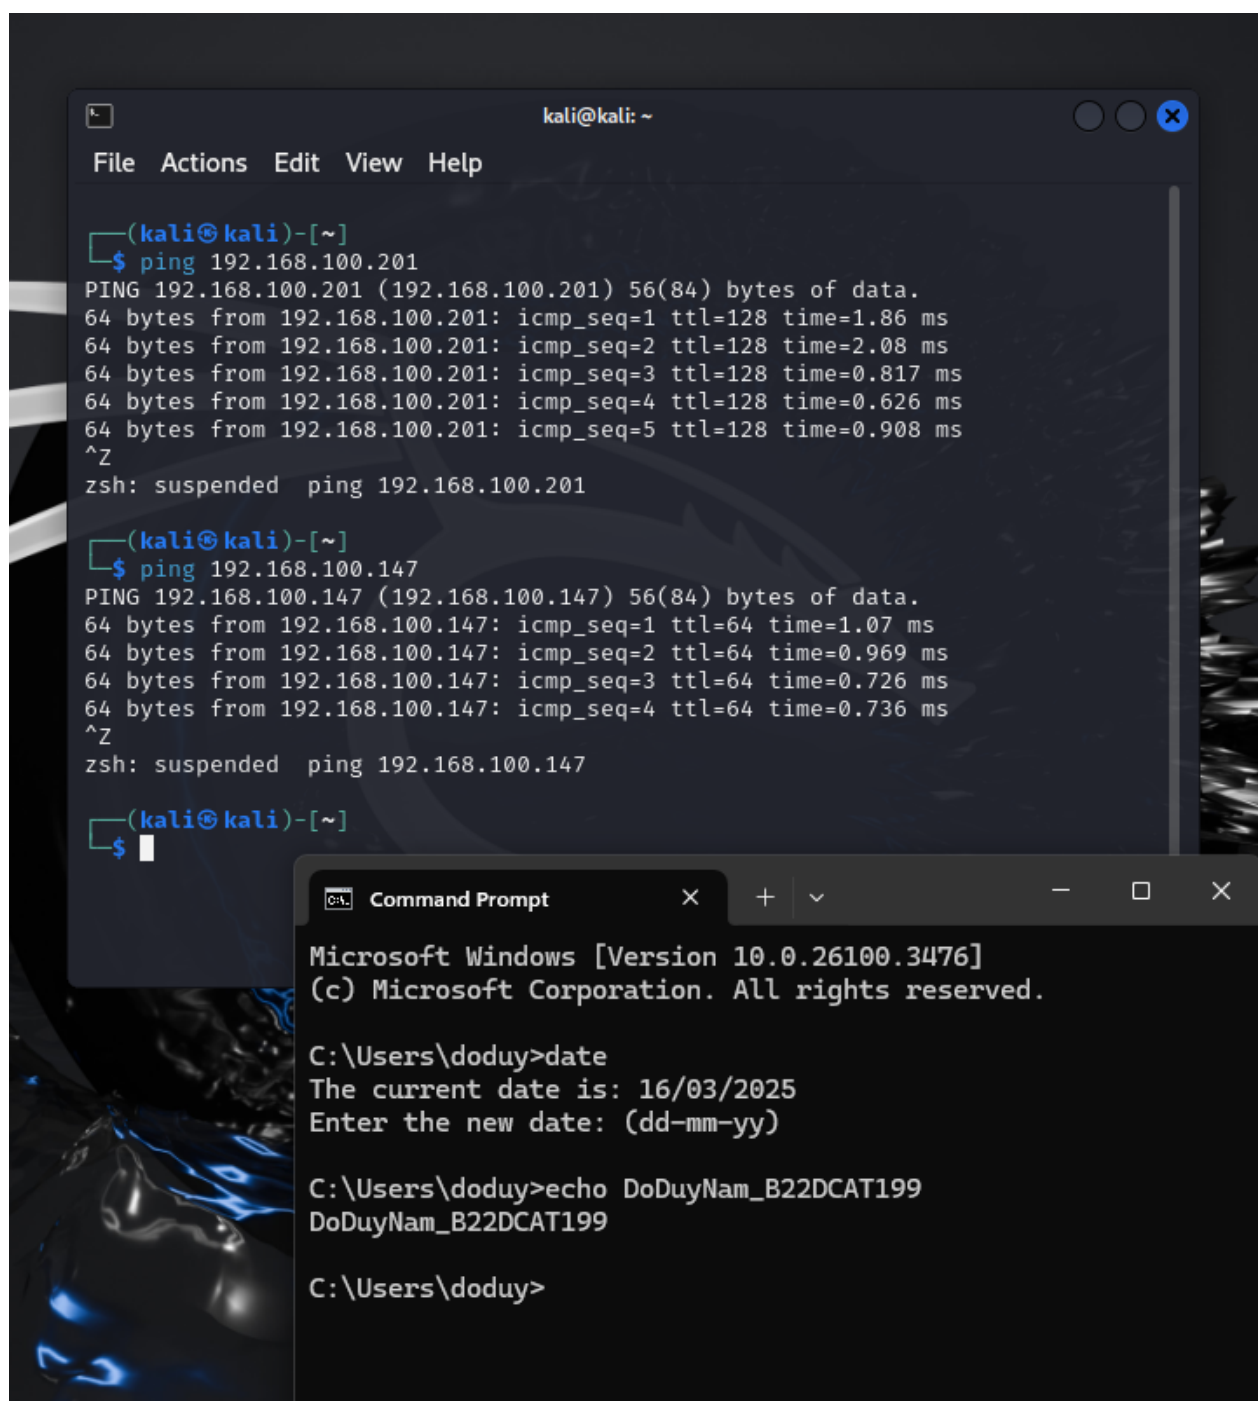 kali@kali: ~
File Actions Edit View Help
┌──(kali㉿kali)-[~]
└─$ ping 192.168.100.201
PING 192.168.100.201 (192.168.100.201) 56(84) bytes of data.
64 bytes from 192.168.100.201: icmp_seq=1 ttl=128 time=1.86 ms
64 bytes from 192.168.100.201: icmp_seq=2 ttl=128 time=2.08 ms
64 bytes from 192.168.100.201: icmp_seq=3 ttl=128 time=0.817 ms
64 bytes from 192.168.100.201: icmp_seq=4 ttl=128 time=0.626 ms
64 bytes from 192.168.100.201: icmp_seq=5 ttl=128 time=0.908 ms
^Z
zsh: suspended  ping 192.168.100.201
┌──(kali㉿kali)-[~]
└─$ ping 192.168.100.147
PING 192.168.100.147 (192.168.100.147) 56(84) bytes of data.
64 bytes from 192.168.100.147: icmp_seq=1 ttl=64 time=1.07 ms
64 bytes from 192.168.100.147: icmp_seq=2 ttl=64 time=0.969 ms
64 bytes from 192.168.100.147: icmp_seq=3 ttl=64 time=0.726 ms
64 bytes from 192.168.100.147: icmp_seq=4 ttl=64 time=0.736 ms
^Z
zsh: suspended  ping 192.168.100.147
┌──(kali㉿kali)-[~]
└─$
Command Prompt
Microsoft Windows [Version 10.0.26100.3476]
(c) Microsoft Corporation. All rights reserved.
C:\Users\doduy>date
The current date is: 16/03/2025
Enter the new date: (dd-mm-yy)
C:\Users\doduy>echo DoDuyNam_B22DCAT199
DoDuyNam_B22DCAT199
C:\Users\doduy>